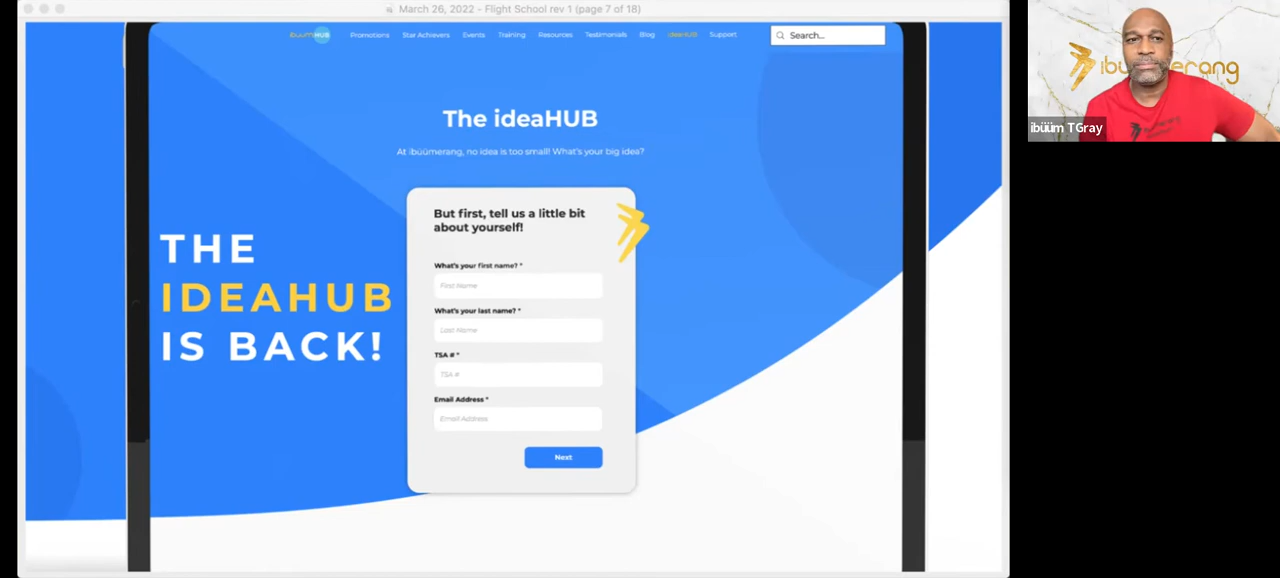 March 26, 2022 - Flight School rev 1 (page 7 of 18)
ibüümHUB
Promotions
Star Achievers
Events
Training
Resources
Testimonials
Blog
ideaHUB
Support
Search...
The ideaHUB
At ibüümerang, no idea is too small! What's your big idea?
THE
IDEAHUB
IS BACK!
But first, tell us a little bit
about yourself!
What's your first name? *
First Name
What's your last name? *
Last Name
TSA # *
TSA #
Email Address *
Email Address
Next
ibüüm TGray